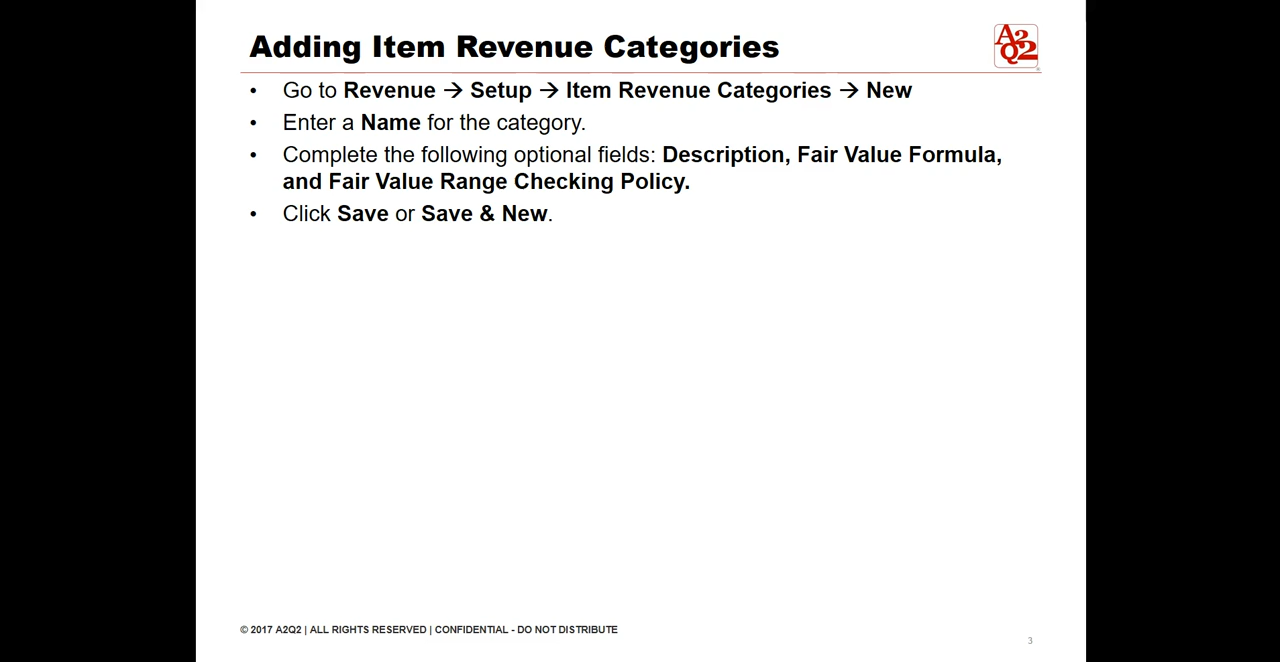 Adding Item Revenue Categories
A2Q2
• Go to Revenue → Setup → Item Revenue Categories → New
• Enter a Name for the category.
• Complete the following optional fields: Description, Fair Value Formula,
and Fair Value Range Checking Policy.
• Click Save or Save & New.
© 2017 A2Q2 | ALL RIGHTS RESERVED | CONFIDENTIAL - DO NOT DISTRIBUTE
3